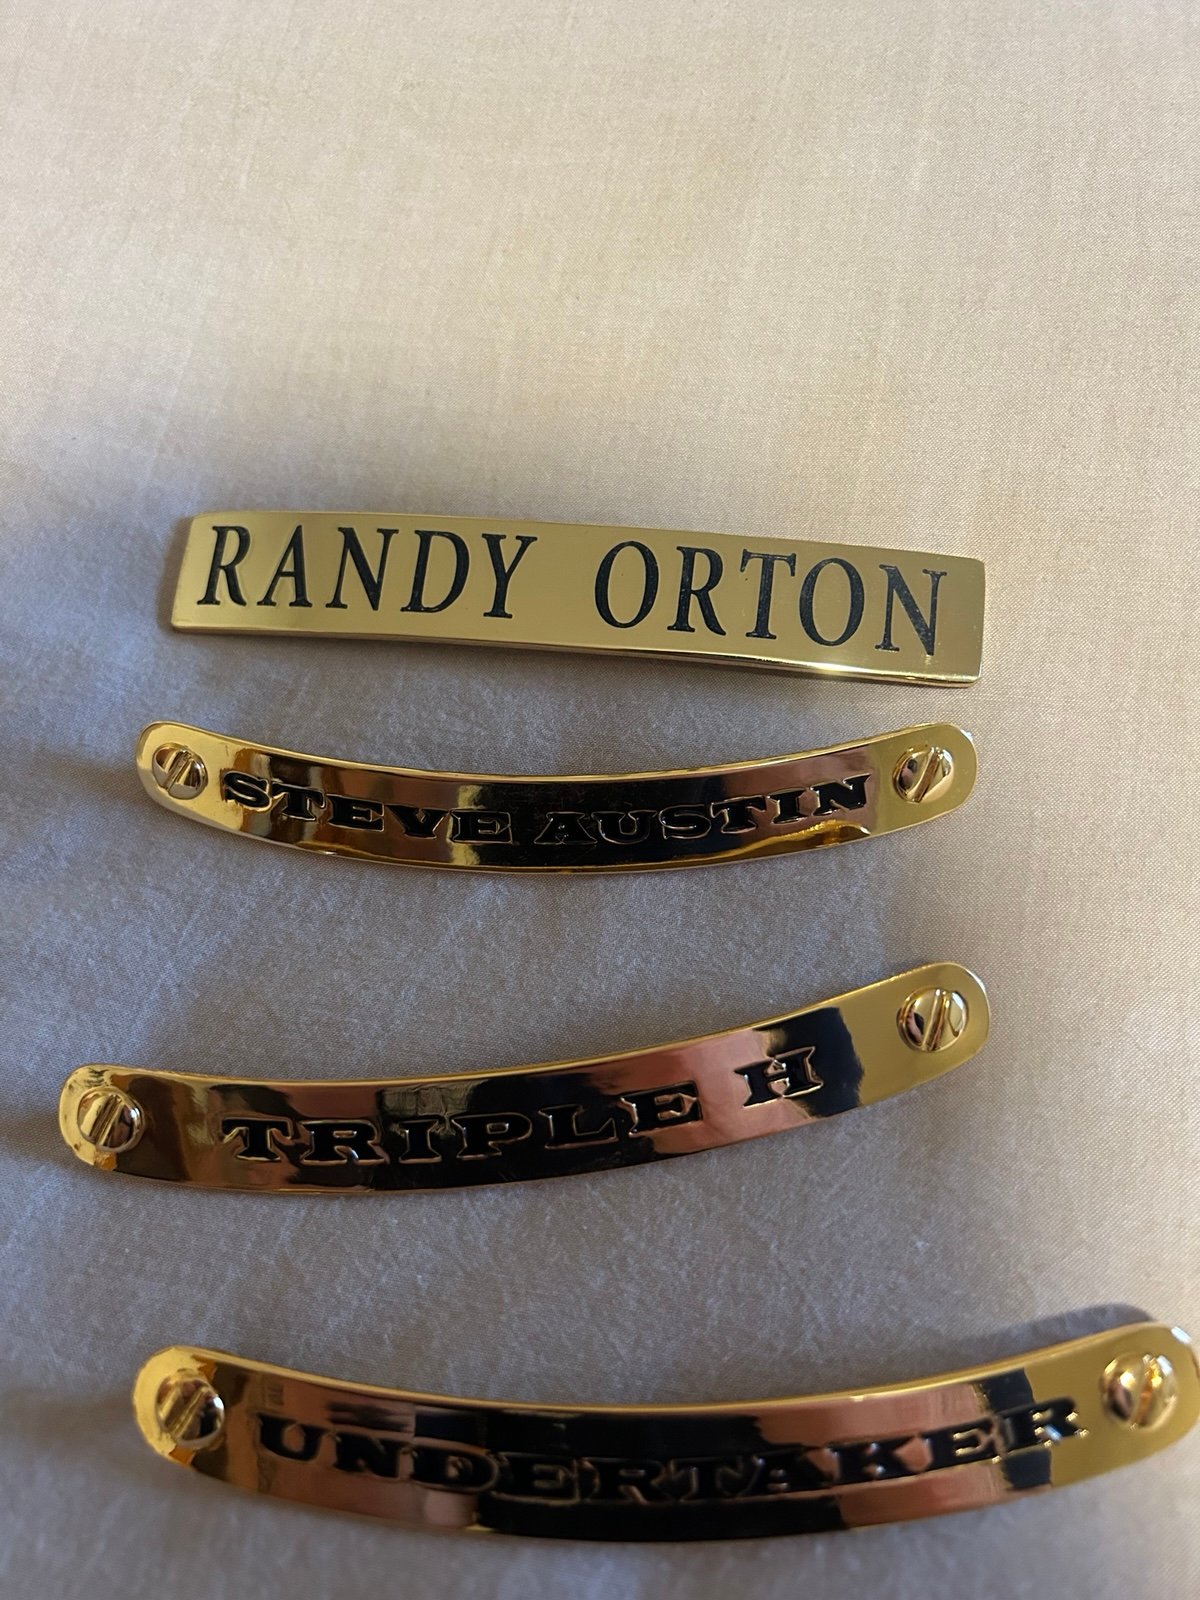 RANDY ORTON
STEVE AUSTIN
TRIPLE H
UNDERTAKER